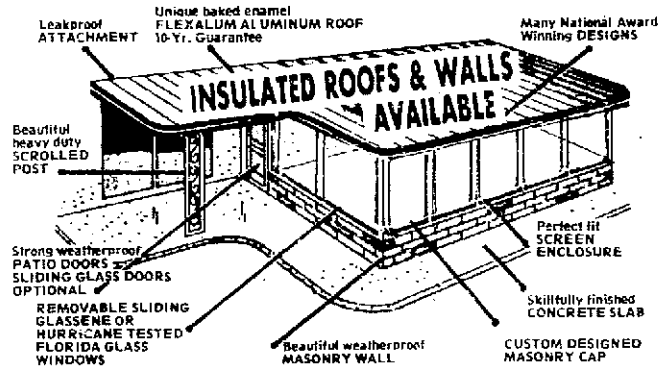 Leakproof
ATTACHMENT
Unique baked enamel
FLEXALUM ALUMINUM ROOF
10-Yr. Guarantee
Many National Award
Winning DESIGNS
INSULATED ROOFS & WALLS
AVAILABLE
Beautiful
heavy duty
SCROLLED
POST
Strong weatherproof
PATIO DOORS
SLIDING GLASS DOORS
OPTIONAL
REMOVABLE SLIDING
GLASSENE OR
HURRICANE TESTED
FLORIDA GLASS
WINDOWS
Beautiful weatherproof
MASONRY WALL
Perfect fit
SCREEN
ENCLOSURE
Skillfully finished
CONCRETE SLAB
CUSTOM DESIGNED
MASONRY CAP